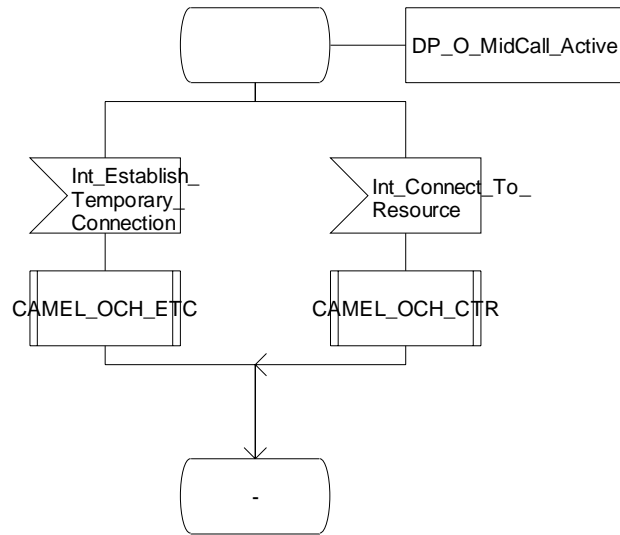 DP_O_MidCall_Active
Int_Establish_
Temporary_
Connection
Int_Connect_To_
Resource
CAMEL_OCH_ETC
CAMEL_OCH_CTR
-